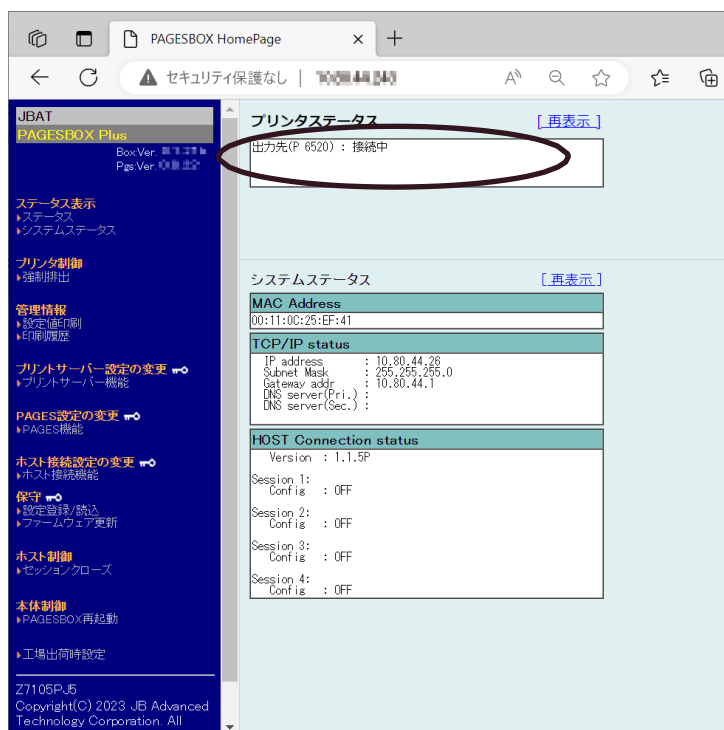 PAGESBOX HomePage
セキュリティ保護なし
JBAT
PAGESBOX Plus
Box.Ver.
Pgs.Ver.
ステータス表示
ステータス
システムステータス
プリンタ制御
強制排出
管理情報
設定値印刷
印刷履歴
プリントサーバー設定の変更
プリントサーバー機能
PAGES設定の変更
PAGES機能
ホスト接続設定の変更
ホスト接続機能
保守
設定登録/読込
ファームウェア更新
ホスト制御
セッションクローズ
本体制御
PAGESBOX再起動
工場出荷時設定
Z7105PJ5
Copyright(C) 2023 JB Advanced
Technology Corporation. All
プリンタステータス [ 再表示 ]
出力先(P 6520) : 接続中
システムステータス [ 再表示 ]
MAC Address
00:11:0C:25:EF:41
TCP/IP status
IP address : 10.80.44.26
Subnet Mask : 255.255.255.0
Gateway addr : 10.80.44.1
DNS server(Pri.) :
DNS server(Sec.) :
HOST Connection status
Version : 1.1.5P
Session 1:
Config : OFF
Session 2:
Config : OFF
Session 3:
Config : OFF
Session 4:
Config : OFF